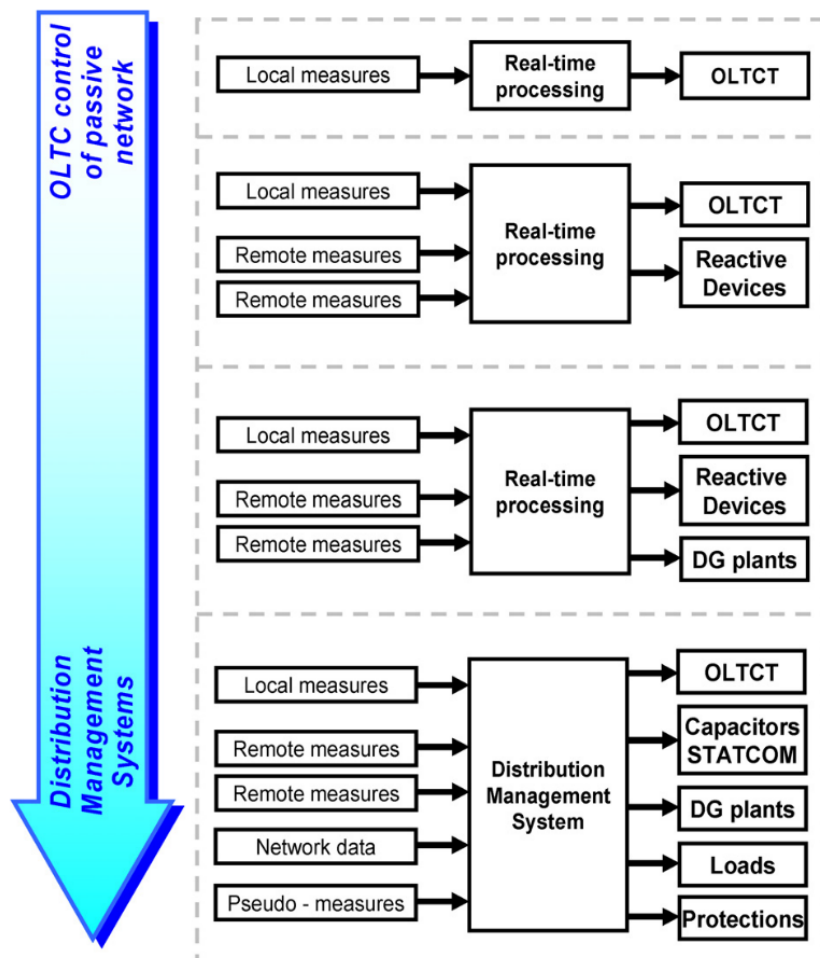 OLTC control
of passive
network
Distribution
Management
Systems
Local measures
Real-time
processing
OLTCT
Local measures
Remote measures
Remote measures
Real-time
processing
OLTCT
Reactive
Devices
Local measures
Remote measures
Remote measures
Real-time
processing
OLTCT
Reactive
Devices
DG plants
Local measures
Remote measures
Remote measures
Network data
Pseudo - measures
Distribution
Management
System
OLTCT
Capacitors
STATCOM
DG plants
Loads
Protections